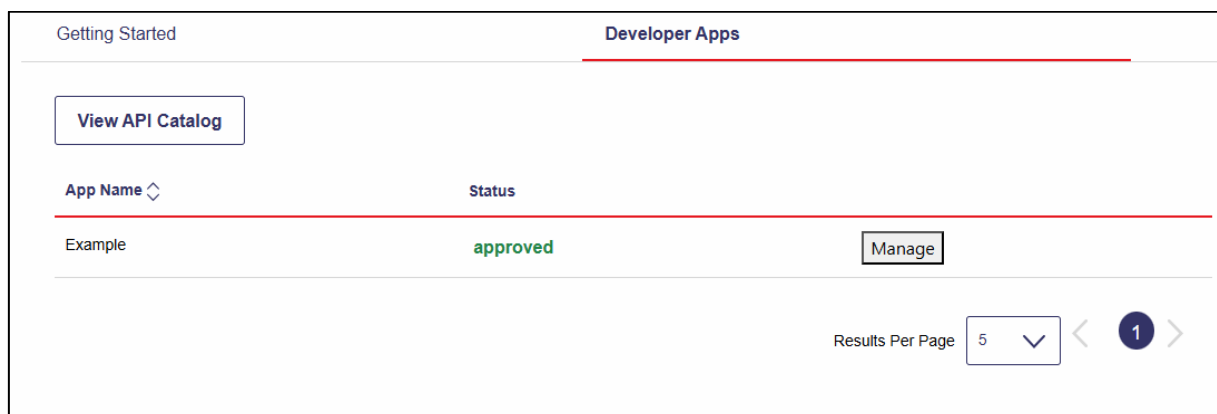 Getting Started
Developer Apps
View API Catalog
App Name
Status
Example
approved
Manage
Results Per Page
5
1